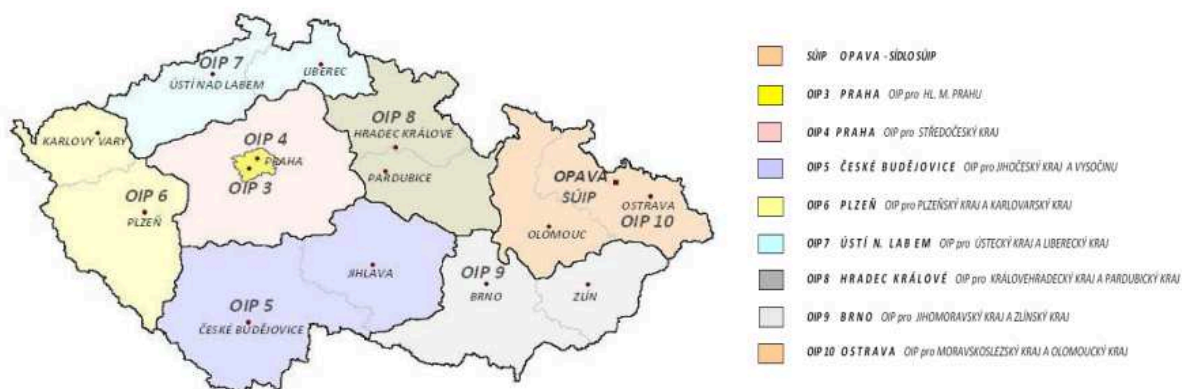 OIP 7
ÚSTÍ NAD LABEM
LIBEREC
KARLOVY VARY
OIP 4
PRAHA
OIP 3
OIP 8
HRADEC KRÁLOVÉ
PARDUBICE
OIP 6
PLZEŇ
OPAVA
SÚIP
OSTRAVA
OIP 10
OLOMOUC
JIHLAVA
OIP 9
BRNO
ZLÍN
OIP 5
ČESKÉ BUDĚJOVICE
SÚIP OPAVA - SÍDLO SÚIP
OIP 3 PRAHA OIP pro HL. M. PRAHU
OIP 4 PRAHA OIP pro STŘEDOČESKÝ KRAJ
OIP 5 ČESKÉ BUDĚJOVICE OIP pro JIHOČESKÝ KRAJ A VYSOČINU
OIP 6 PLZEŇ OIP pro PLZEŇSKÝ KRAJ A KARLOVARSKÝ KRAJ
OIP 7 ÚSTÍ N. LABEM OIP pro ÚSTECKÝ KRAJ A LIBERECKÝ KRAJ
OIP 8 HRADEC KRÁLOVÉ OIP pro KRÁLOVEHRADECKÝ KRAJ A PARDUBICKÝ KRAJ
OIP 9 BRNO OIP pro JIHOMORAVSKÝ KRAJ A ZLÍNSKÝ KRAJ
OIP 10 OSTRAVA OIP pro MORAVSKOSLEZSKÝ KRAJ A OLOMOUCKÝ KRAJ